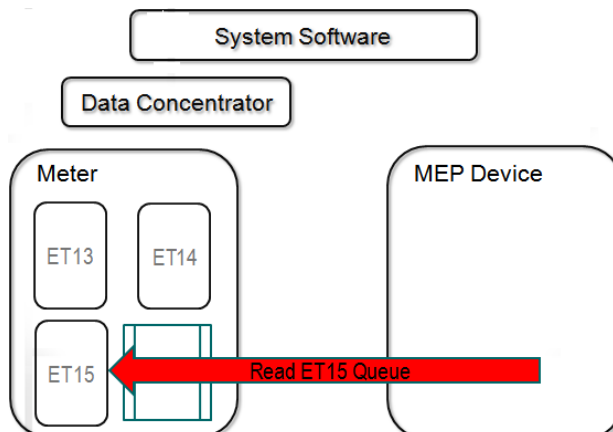 System Software
Data Concentrator
Meter
MEP Device
ET13
ET14
ET15
Read ET15 Queue